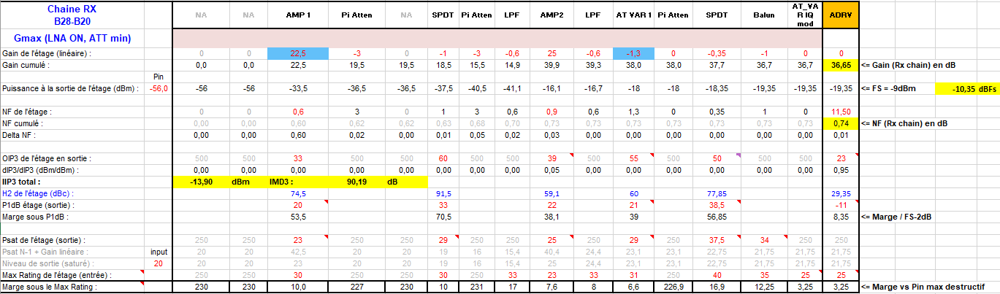 Chaine RX B28-B20 NA NA AMP 1 Pi Atten NA SPDT Pi Atten LPF AMP2 LPF AT VAR 1 Pi Atten SPDT Balun AT_VA R IQ mod ADRV
Gmax (LNA ON, ATT min)
Gain de l'étage (linéaire) : 0 0 22,5 -3 0 -1 -3 -0,6 25 -0,6 -1,3 0 -0,35 -1 0 0
Gain cumulé : 0,0 0,0 22,5 19,5 19,5 18,5 15,5 14,9 39,9 39,3 38,0 38,0 37,7 36,7 36,7 36,65 <= Gain (Rx chain) en dB
Pin
Puissance à la sortie de l'étage (dBm) : -56,0 -56 -56 -33,5 -36,5 -36,5 -37,5 -40,5 -41,1 -16,1 -16,7 -18 -18 -18,35 -19,35 -19,35 -19,35 <= FS = -9dBm -10,35 dBFs
NF de l'étage : 0 0 0,6 3 0 1 3 0,6 0,9 0,6 1,3 0 0,35 1 0 11,50
NF cumulé : 0,00 0,00 0,60 0,62 0,62 0,63 0,68 0,70 0,73 0,73 0,73 0,73 0,73 0,73 0,73 0,74 <= NF (Rx chain) en dB
Delta NF : 0,00 0,00 0,60 0,02 0,00 0,01 0,05 0,02 0,03 0,00 0,00 0,00 0,00 0,00 0,00 0,01
OIP3 de l'étage en sortie : 500 500 33 500 500 60 500 500 39 500 55 500 50 500 500 23
dIP3/dIP3 (dBm/dBm) : 0,00 0,00 0,00 0,00 0,00 0,00 0,00 0,00 0,05 0,00 0,00 0,00 0,00 0,00 0,00 0,95
IIP3 total : -13,90 dBm IMD3 : 90,19 dB
H2 de l'étage (dBc) : 74,5 91,5 59,1 60 77,85 29,35
P1dB étage (sortie) : 20 33 22 21 38,5 -11
Marge sous P1dB : 53,5 70,5 38,1 39 56,85 8,35 <= Marge / FS-2dB
Psat de l'étage (sortie) : 250 250 23 250 250 29 250 250 25 250 29 250 37,5 34 250 250
Psat N-1 + Gain linéaire : input 20 20 42,5 20 20 19 16 15,4 40,4 24,4 23,1 23,1 22,75 21,75 21,75 21,75
Niveau de sortie (saturé) : 20 20 20 23 20 20 19 16 15,4 25 24,4 23,1 23,1 22,75 21,75 21,75 21,75
Max Rating de l'étage (entrée) : 250 250 30 250 250 30 250 33 23 33 31 250 40 35 25 25
Marge sous le Max Rating : 230 230 10,0 227 230 10 231 17 7,6 8 6,6 226,9 16,9 12,25 3,25 3,25 <= Marge vs Pin max destructif